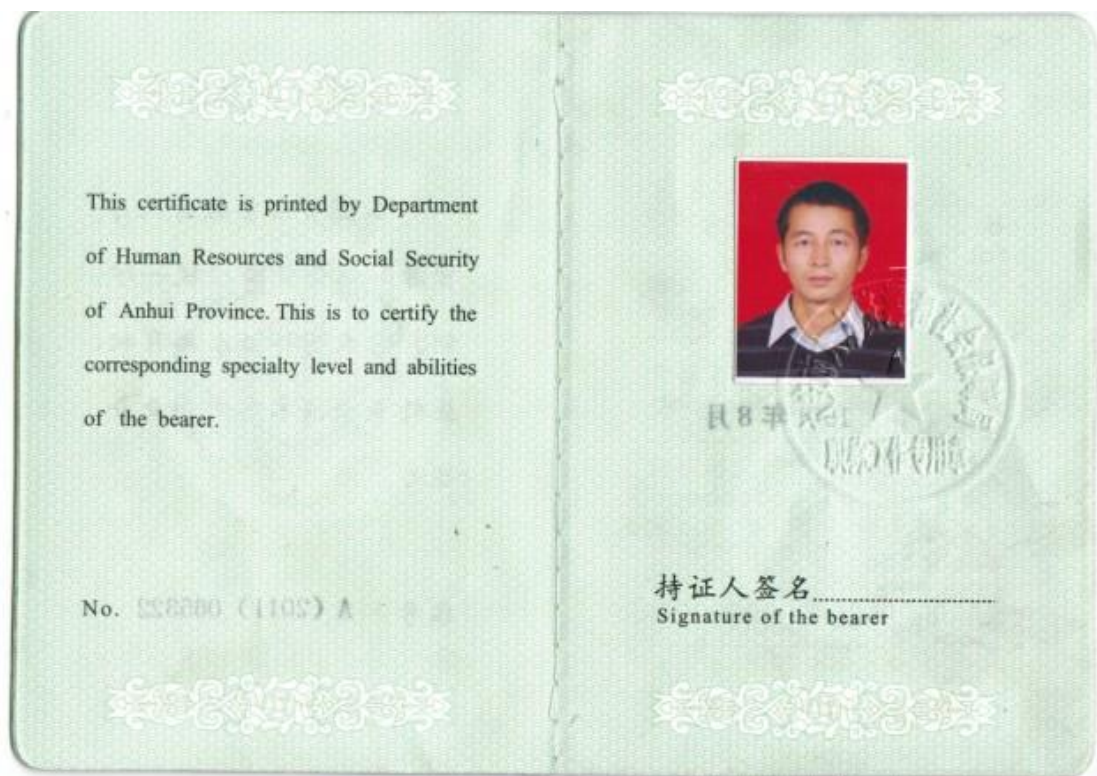 This certificate is printed by Department
of Human Resources and Social Security
of Anhui Province. This is to certify the
corresponding specialty level and abilities
of the bearer.
No.
持证人签名
Signature of the bearer